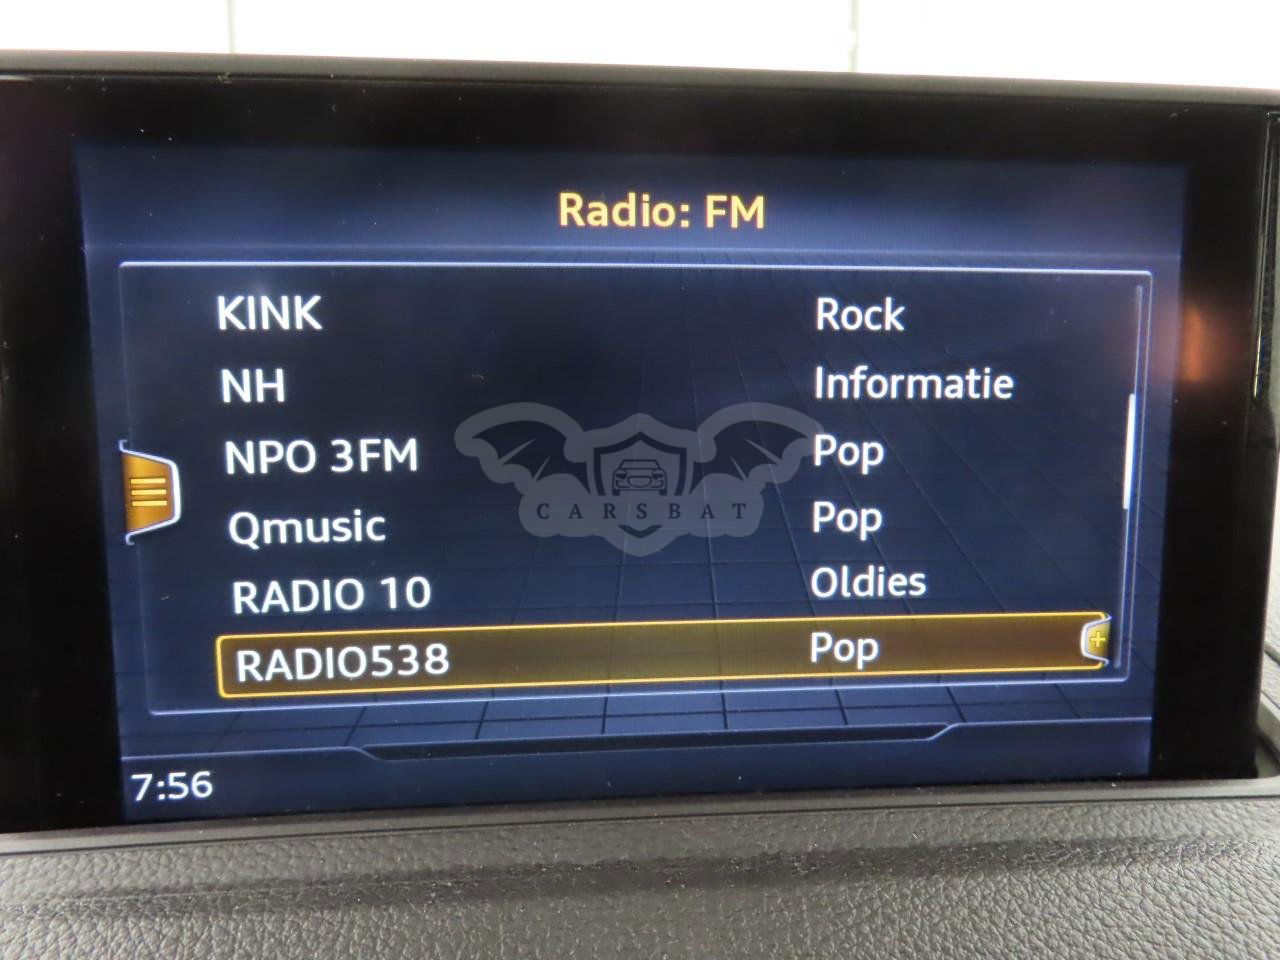 Radio: FM
KINK Rock
NH Informatie
NPO 3FM Pop
CARSBAT
Qmusic Pop
RADIO 10 Oldies
RADIO538 Pop
7:56